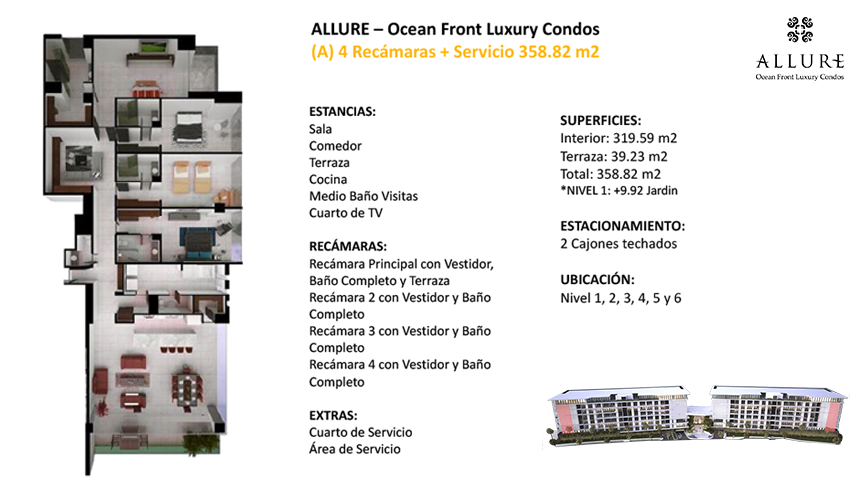 ALLURE – Ocean Front Luxury Condos
(A) 4 Recámaras + Servicio 358.82 m2
ALLURE
Ocean Front Luxury Condos
ESTANCIAS:
Sala
Comedor
Terraza
Cocina
Medio Baño Visitas
Cuarto de TV
RECÁMARAS:
Recámara Principal con Vestidor,
Baño Completo y Terraza
Recámara 2 con Vestidor y Baño
Completo
Recámara 3 con Vestidor y Baño
Completo
Recámara 4 con Vestidor y Baño
Completo
EXTRAS:
Cuarto de Servicio
Área de Servicio
SUPERFICIES:
Interior: 319.59 m2
Terraza: 39.23 m2
Total: 358.82 m2
*NIVEL 1: +9.92 Jardin
ESTACIONAMIENTO:
2 Cajones techados
UBICACIÓN:
Nivel 1, 2, 3, 4, 5 y 6